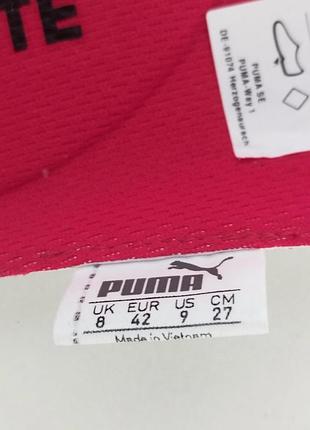 TE
PUMA SE
PUMA-Way 1
DE-91074 Herzogenaurach
PUMA
UK EUR US CM
8 42 9 27
Made in Vietnam